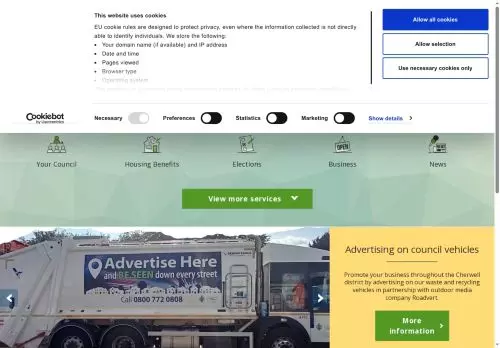 This website uses cookies
EU cookie rules are designed to protect privacy, even where the information collected is not directly
able to identify individuals. We store the following:
• Your domain name (if available) and IP address
• Date and time
• Pages viewed
• Browser type
• Operating system
Allow all cookies
Allow selection
Use necessary cookies only
Cookiebot
by Usercentrics
Necessary
Preferences
Statistics
Marketing
Show details
Your Council
Housing Benefits
Elections
Business
News
View more services
Advertise Here
and BE SEEN down every street
Call 0800 772 0808
Advertising on council vehicles
Promote your business throughout the Cherwell
district by advertising on our waste and recycling
vehicles in partnership with outdoor media
company Roadvert.
More
information